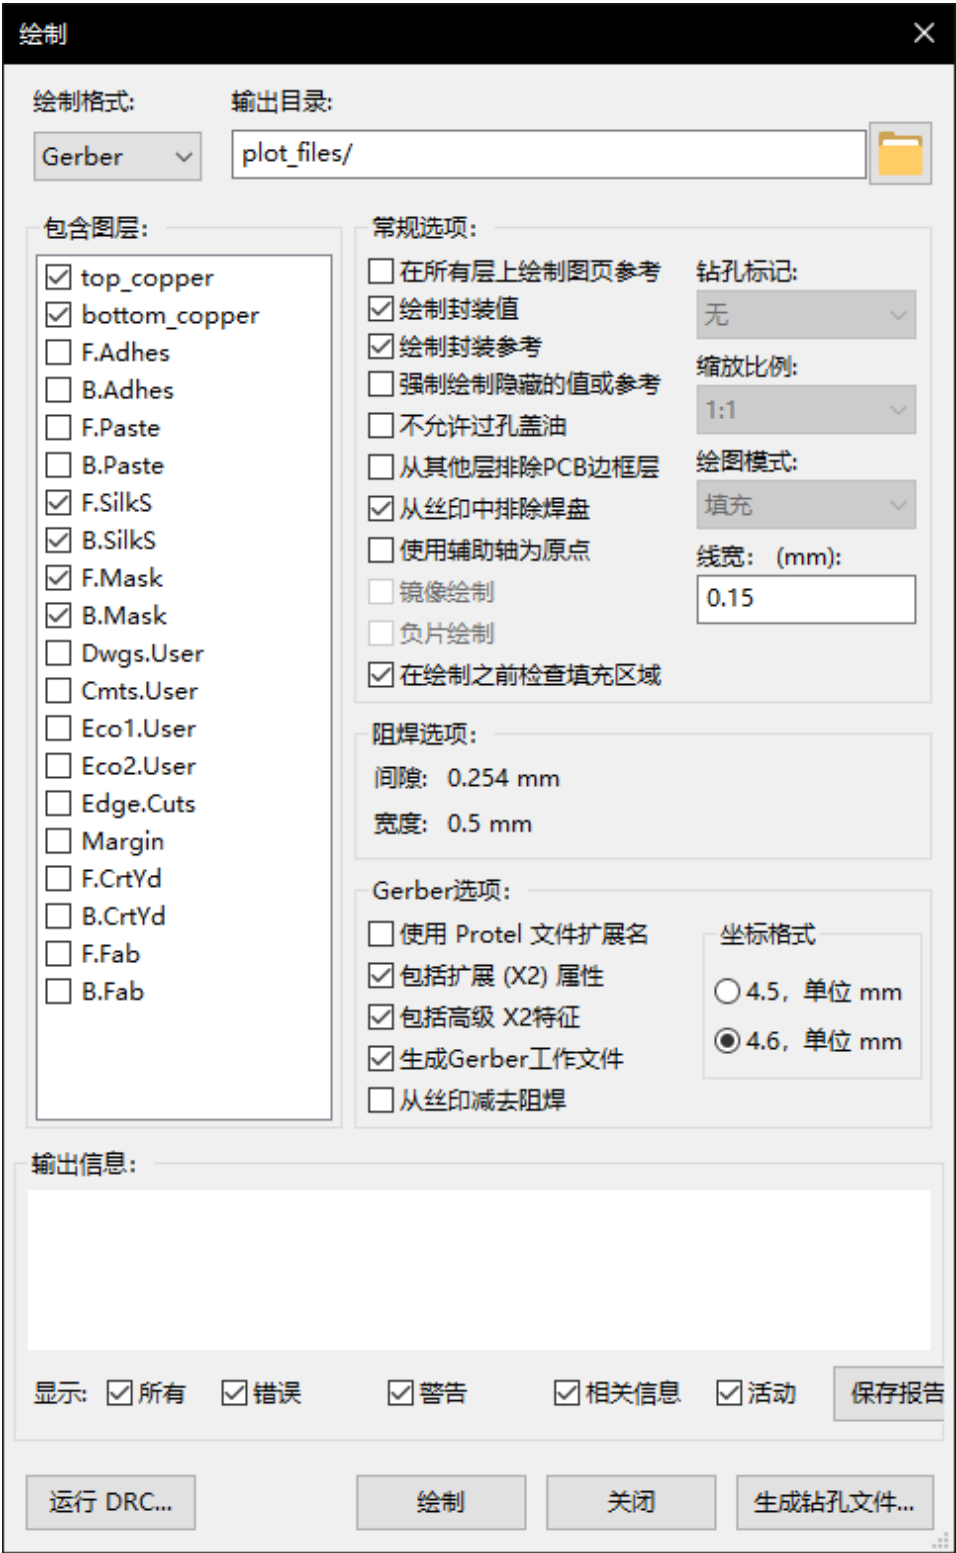 绘制
绘制格式:
输出目录:
Gerber
plot_files/
包含图层:
top_copper
bottom_copper
F.Adhes
B.Adhes
F.Paste
B.Paste
F.SilkS
B.SilkS
F.Mask
B.Mask
Dwgs.User
Cmts.User
Eco1.User
Eco2.User
Edge.Cuts
Margin
F.CrtYd
B.CrtYd
F.Fab
B.Fab
常规选项:
在所有层上绘制图页参考
绘制封装值
绘制封装参考
强制绘制隐藏的值或参考
不允许过孔盖油
从其他层排除PCB边框层
从丝印中排除焊盘
使用辅助轴为原点
镜像绘制
负片绘制
在绘制之前检查填充区域
钻孔标记:
无
缩放比例:
1:1
绘图模式:
填充
线宽： (mm):
0.15
阻焊选项:
间隙: 0.254 mm
宽度: 0.5 mm
Gerber选项:
使用 Protel 文件扩展名
包括扩展 (X2) 属性
包括高级 X2特征
生成Gerber工作文件
从丝印减去阻焊
坐标格式
4.5，单位 mm
4.6，单位 mm
输出信息:
显示: 所有 错误 警告 相关信息 活动 保存报告
运行 DRC... 绘制 关闭 生成钻孔文件...